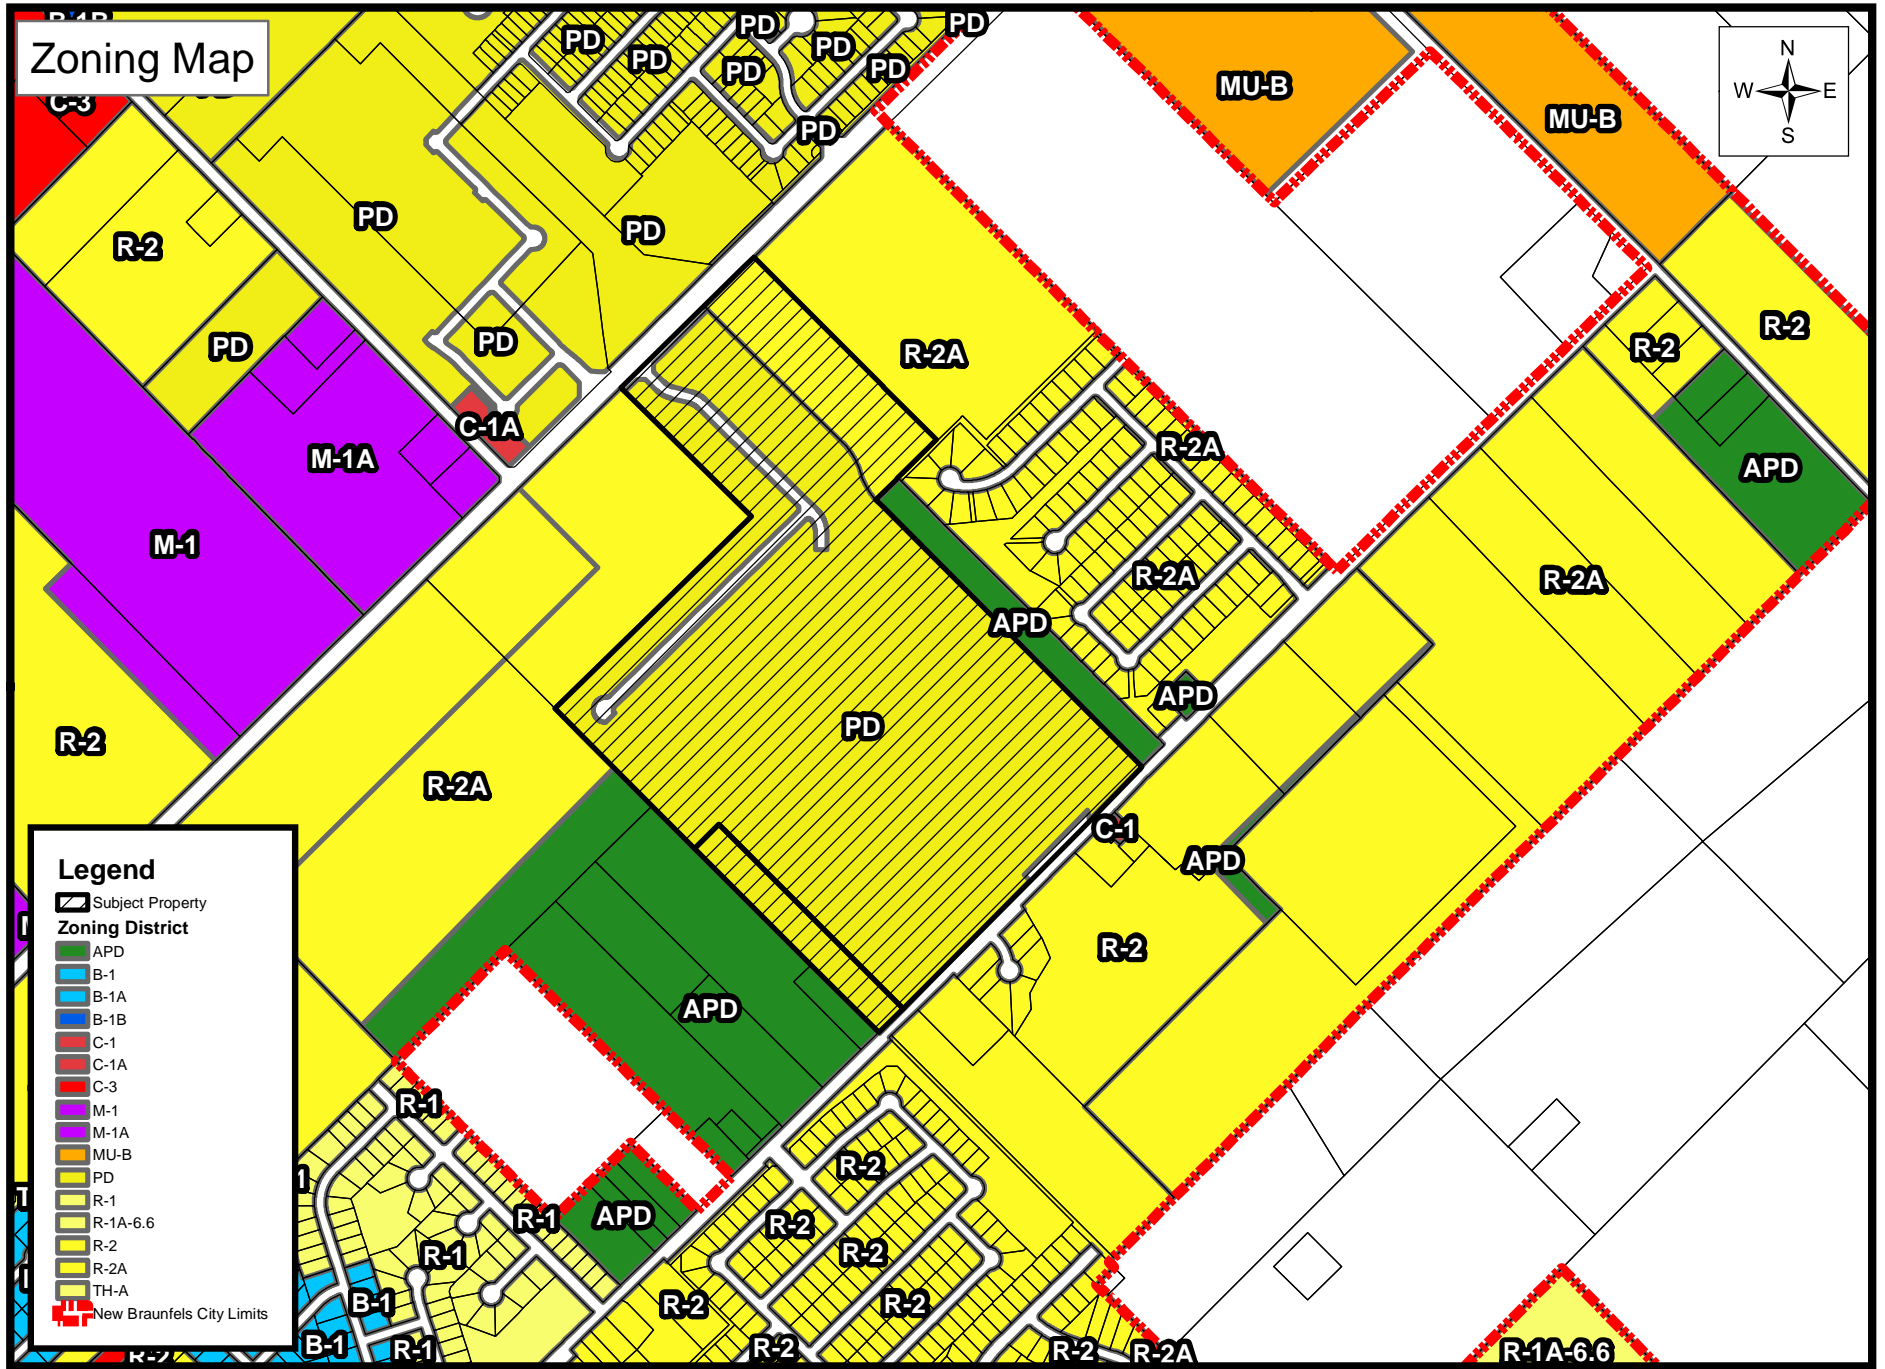 Zoning Map
C-3
PD
PD
PD
PD
PD
PD
PD
PD
PD
MU-B
MU-B
N
W
E
S
R-2
PD
PD
PD
PD
R-2A
R-2
R-2
C-1A
M-1A
R-2A
APD
M-1
R-2A
R-2A
APD
APD
R-2
PD
R-2A
C-1
APD
R-2
APD
R-1
R-2
R-1
APD
R-2
R-1
R-2
B-1
R-2
R-2
B-1
R-1
R-2
R-2
R-2A
R-1A-6.6
Legend
Subject Property
Zoning District
APD
B-1
B-1A
B-1B
C-1
C-1A
C-3
M-1
M-1A
MU-B
PD
R-1
R-1A-6.6
R-2
R-2A
TH-A
New Braunfels City Limits